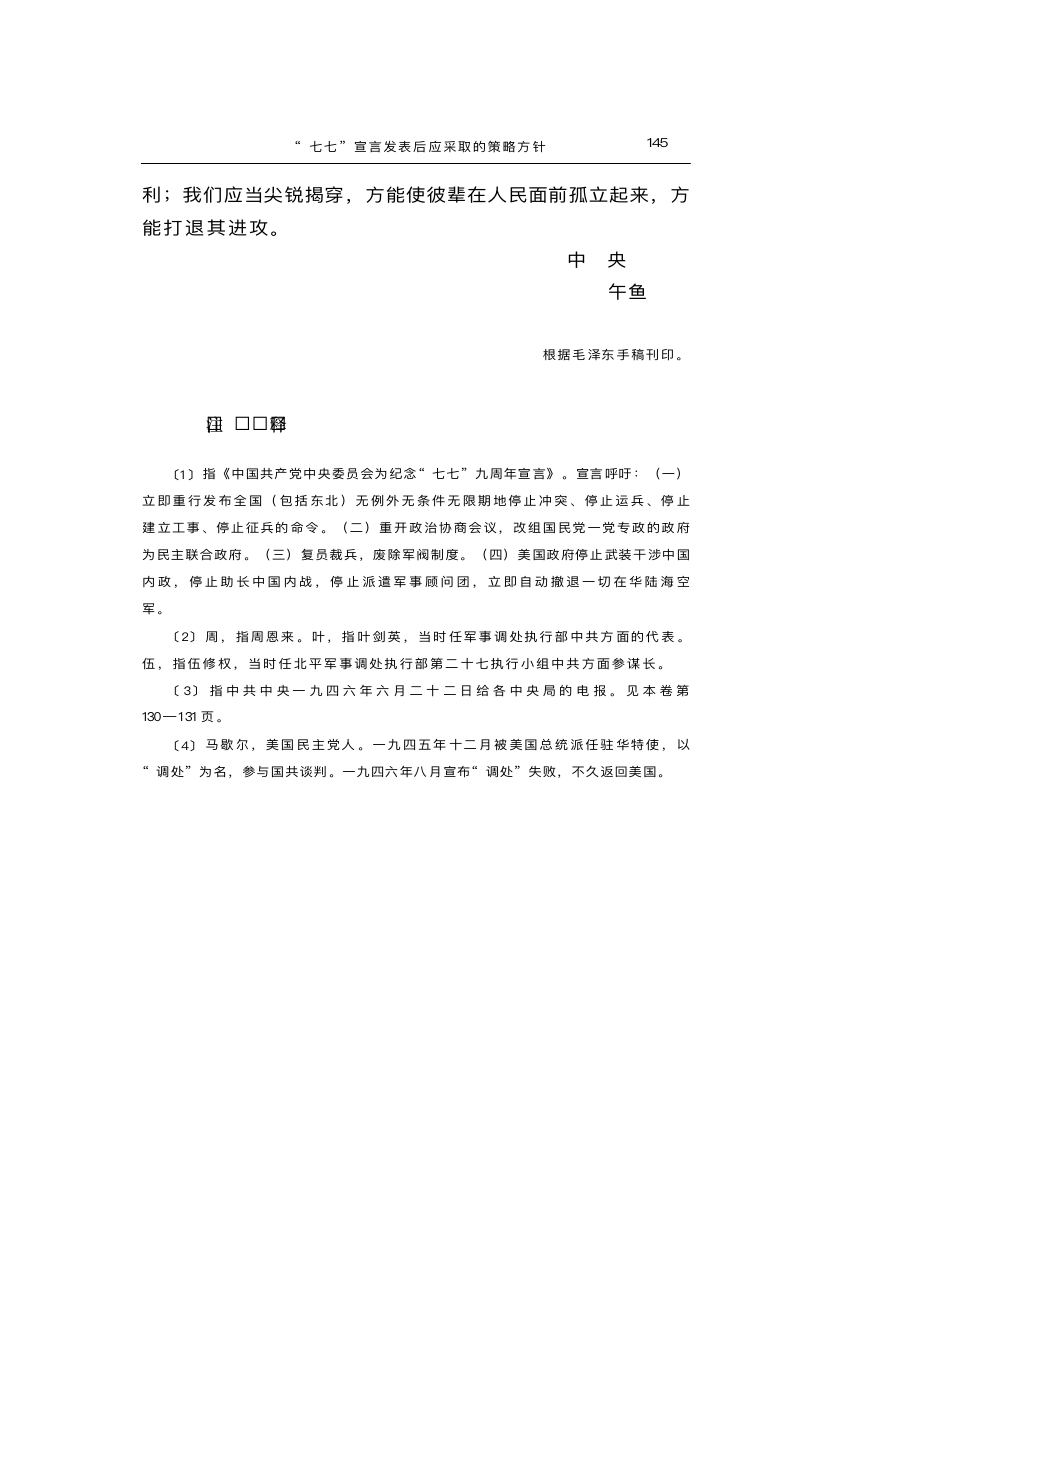 “七七”宣言发表后应采取的策略方针 145
利；我们应当尖锐揭穿，方能使彼辈在人民面前孤立起来，方
能打退其进攻。
中　央
午鱼
根据毛泽东手稿刊印。
注 □□释
〔1〕指《中国共产党中央委员会为纪念“七七”九周年宣言》。宣言呼吁：（一）
立即重行发布全国（包括东北）无例外无条件无限期地停止冲突、停止运兵、停止
建立工事、停止征兵的命令。（二）重开政治协商会议，改组国民党一党专政的政府
为民主联合政府。（三）复员裁兵，废除军阀制度。（四）美国政府停止武装干涉中国
内政，停止助长中国内战，停止派遣军事顾问团，立即自动撤退一切在华陆海空
军。
〔2〕周，指周恩来。叶，指叶剑英，当时任军事调处执行部中共方面的代表。
伍，指伍修权，当时任北平军事调处执行部第二十七执行小组中共方面参谋长。
〔3〕指中共中央一九四六年六月二十二日给各中央局的电报。见本卷第
130—131 页。
〔4〕马歇尔，美国民主党人。一九四五年十二月被美国总统派任驻华特使，以
“调处”为名，参与国共谈判。一九四六年八月宣布“调处”失败，不久返回美国。